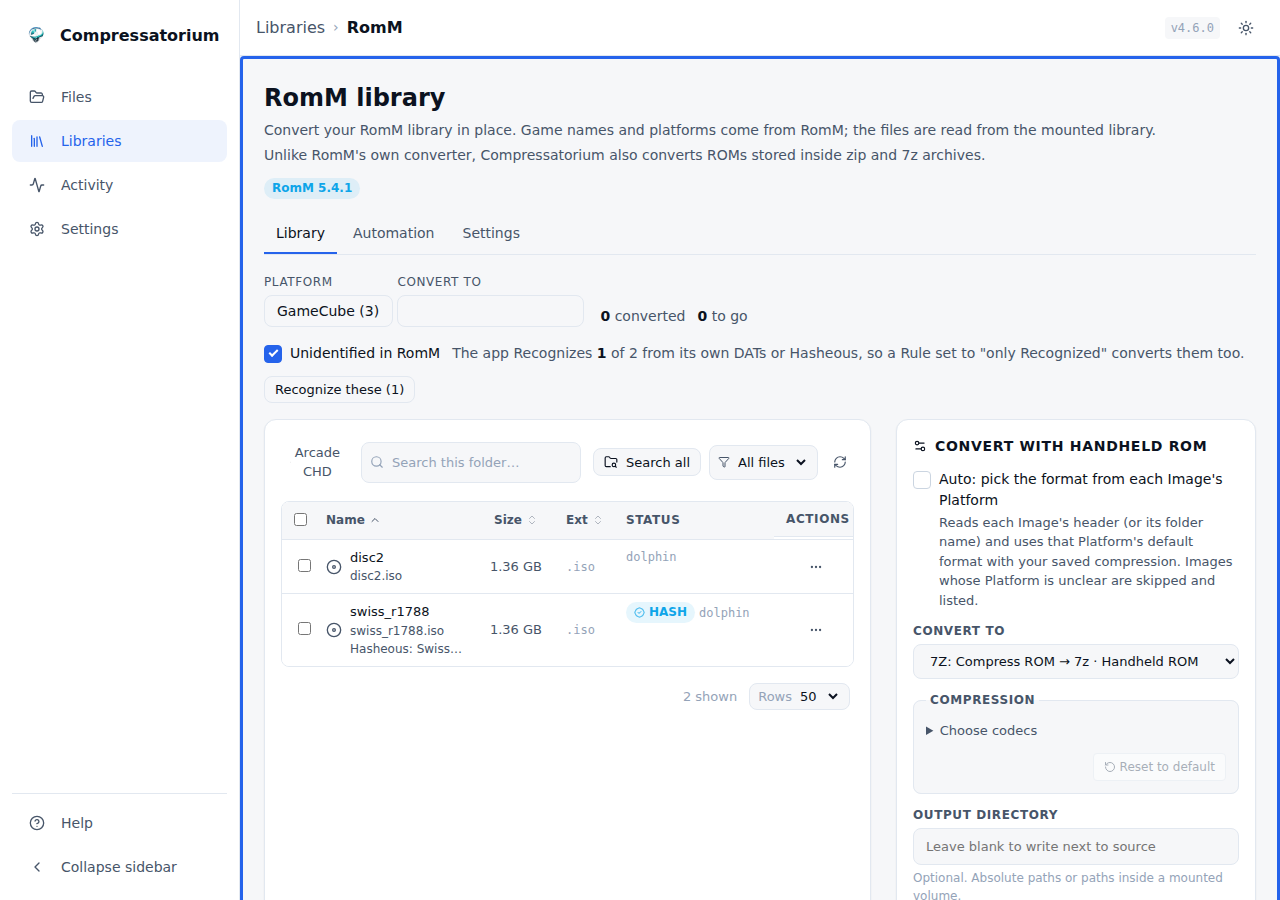 Compressatorium
Libraries › RomM
v4.6.0
Files
Libraries
Activity
Settings
Help
Collapse sidebar
RomM library
Convert your RomM library in place. Game names and platforms come from RomM; the files are read from the mounted library.
Unlike RomM's own converter, Compressatorium also converts ROMs stored inside zip and 7z archives.
RomM 5.4.1
Library Automation Settings
PLATFORM CONVERT TO
GameCube (3)
0 converted 0 to go
Unidentified in RomM The app Recognizes 1 of 2 from its own DATs or Hasheous, so a Rule set to "only Recognized" converts them too.
Recognize these (1)
Arcade
CHD
Search this folder…
Search all
All files
Name Size Ext STATUS ACTIONS
disc2
disc2.iso
1.36 GB .iso dolphin
swiss_r1788
swiss_r1788.iso
Hasheous: Swiss…
1.36 GB .iso HASH dolphin
2 shown Rows 50
CONVERT WITH HANDHELD ROM
Auto: pick the format from each Image's
Platform
Reads each Image's header (or its folder
name) and uses that Platform's default
format with your saved compression. Images
whose Platform is unclear are skipped and
listed.
CONVERT TO
7Z: Compress ROM → 7z · Handheld ROM
COMPRESSION
Choose codecs
Reset to default
OUTPUT DIRECTORY
Leave blank to write next to source
Optional. Absolute paths or paths inside a mounted
volume.